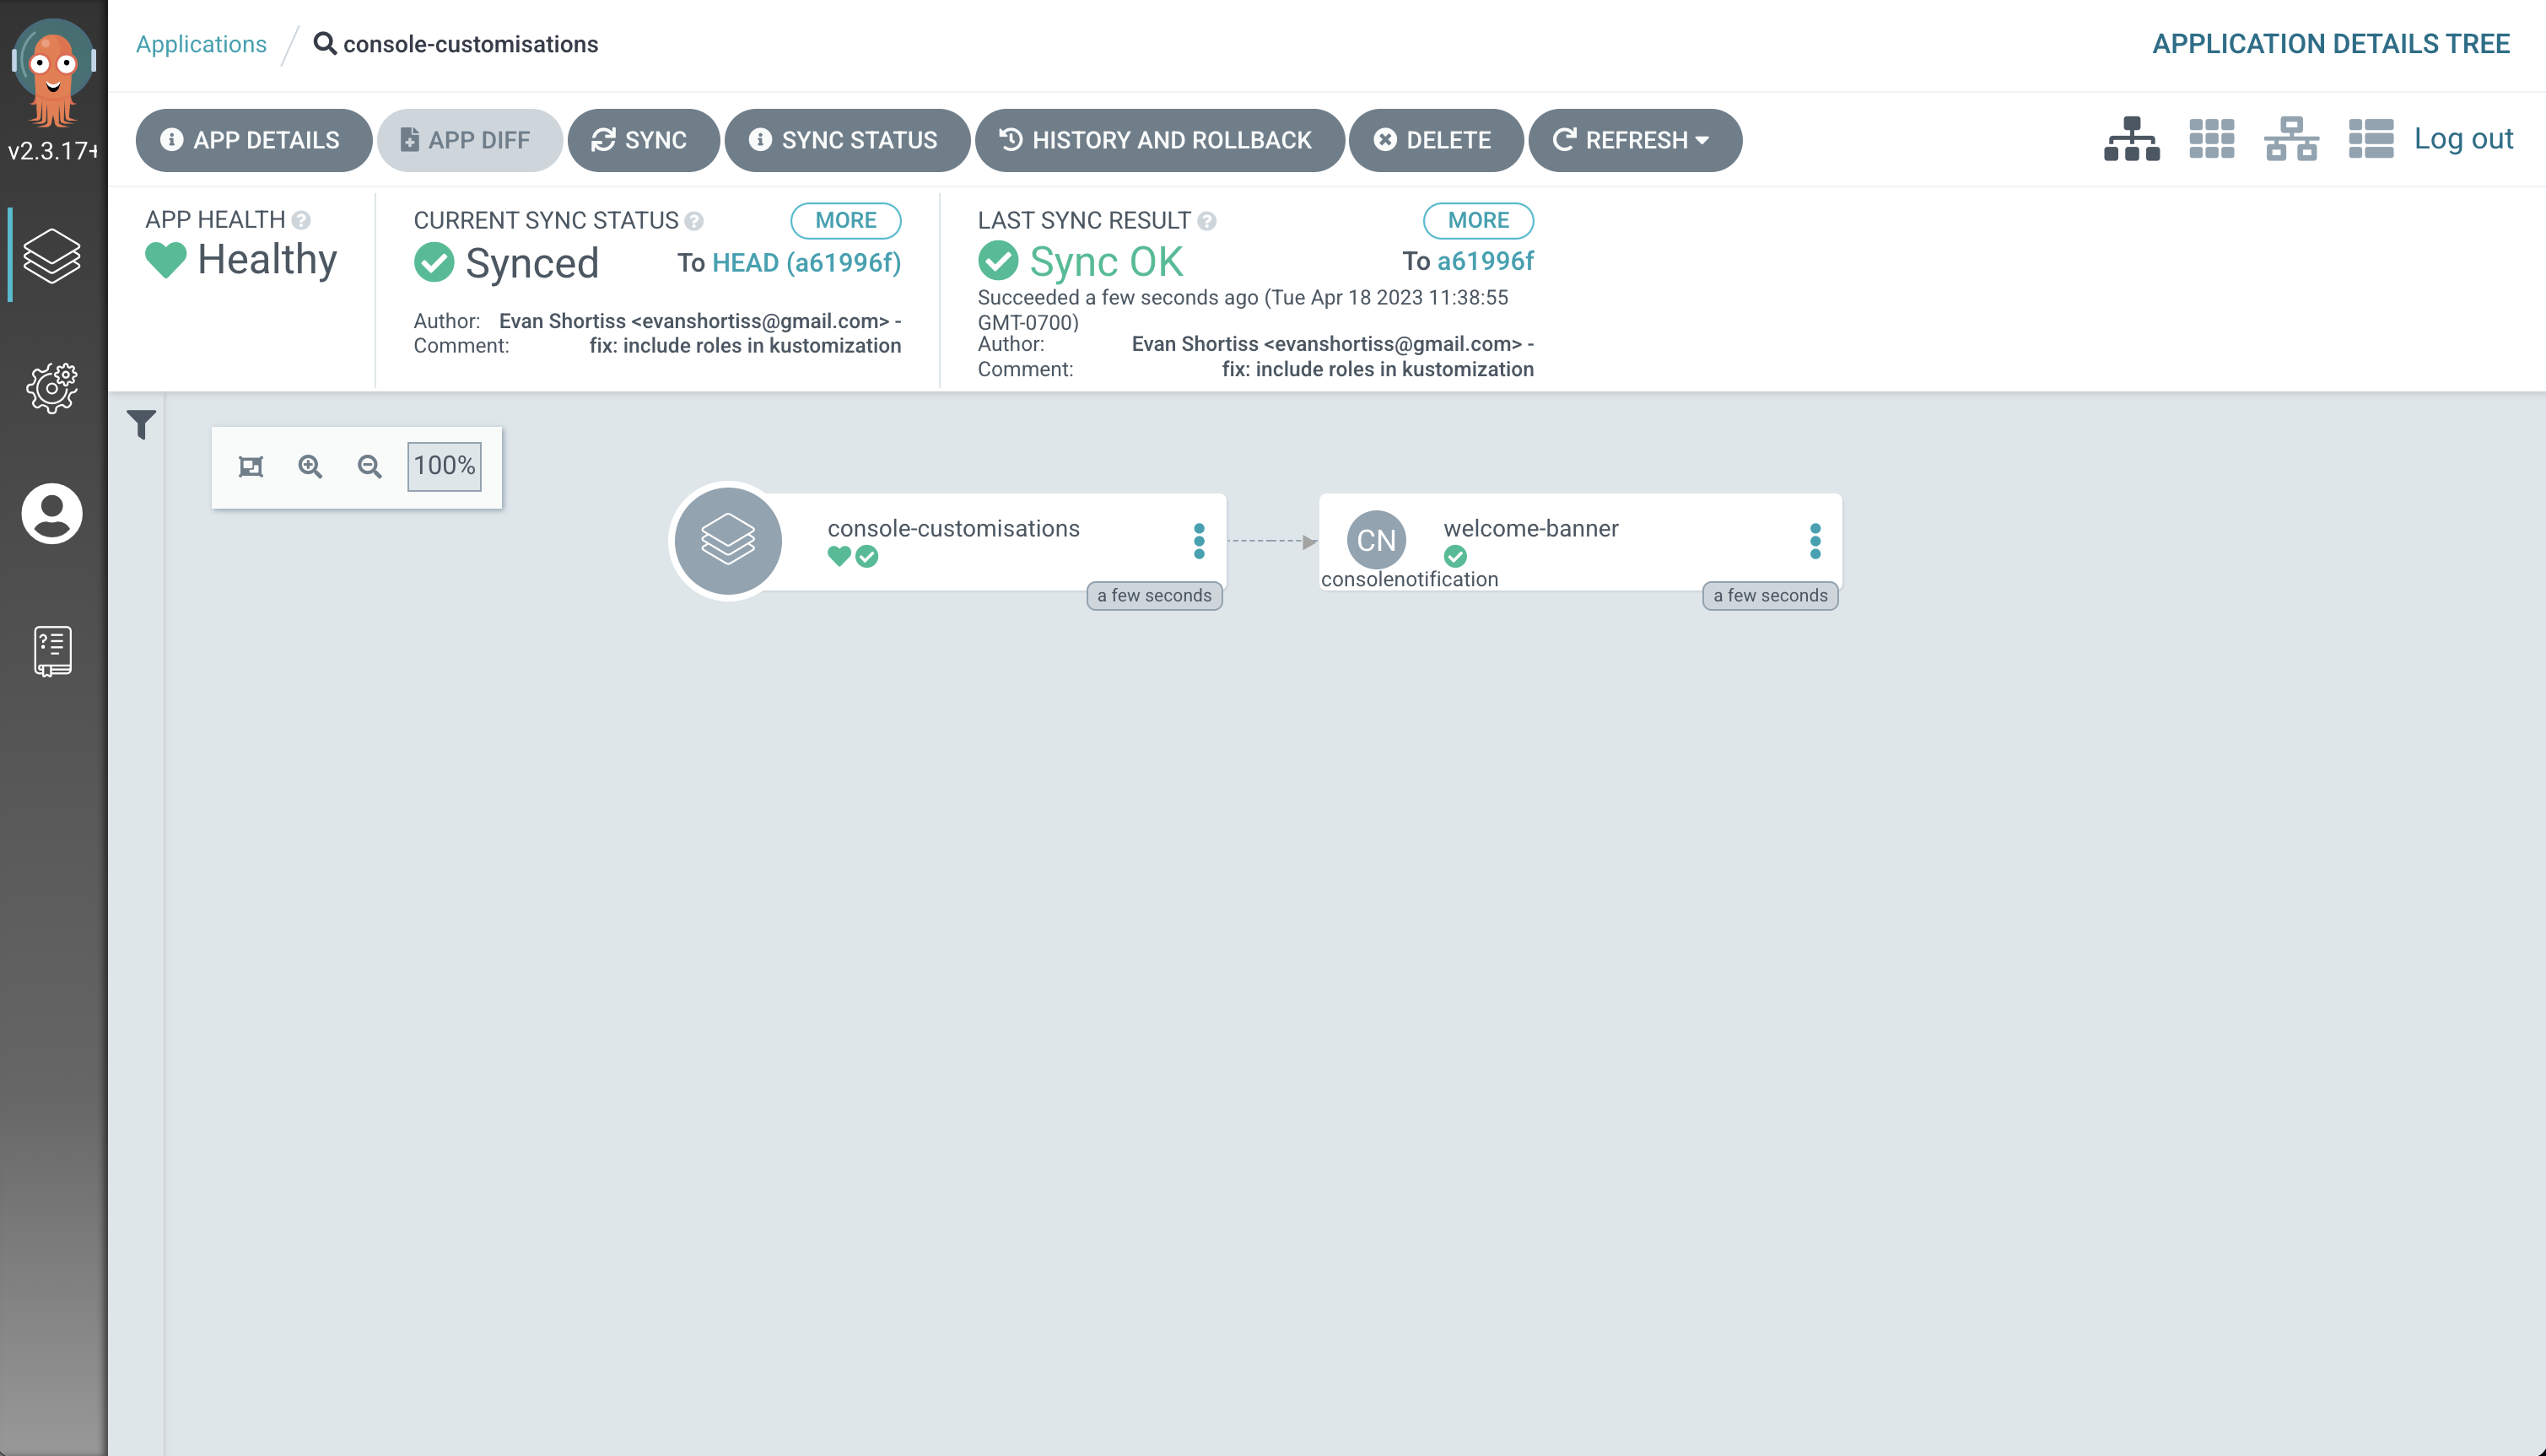 Applications / console-customisations
APPLICATION DETAILS TREE
v2.3.17+
APP DETAILS
APP DIFF
SYNC
SYNC STATUS
HISTORY AND ROLLBACK
DELETE
REFRESH
Log out
APP HEALTH
Healthy
CURRENT SYNC STATUS
MORE
Synced
To HEAD (a61996f)
Author: Evan Shortiss <evanshortiss@gmail.com> -
Comment: fix: include roles in kustomization
LAST SYNC RESULT
MORE
Sync OK
To a61996f
Succeeded a few seconds ago (Tue Apr 18 2023 11:38:55
GMT-0700)
Author: Evan Shortiss <evanshortiss@gmail.com> -
Comment: fix: include roles in kustomization
100%
console-customisations
a few seconds
CN
welcome-banner
consolenotification
a few seconds